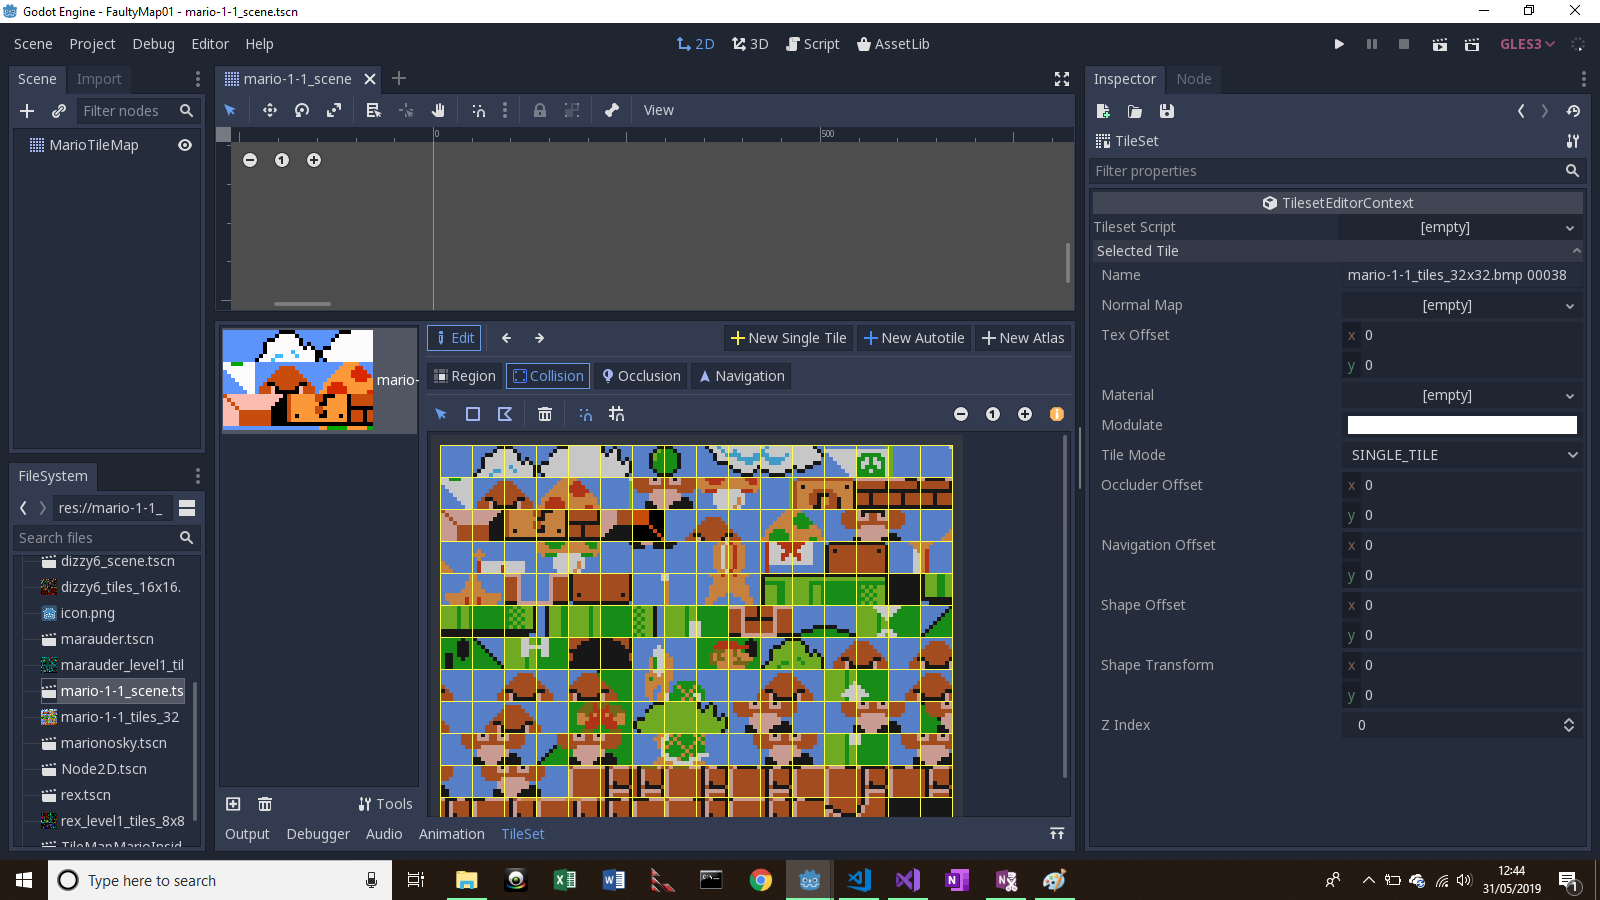 Godot Engine - FaultyMap01 - mario-1-1_scene.tscn
Scene Project Debug Editor Help 2D 3D Script AssetLib GLES3
Scene Import mario-1-1_scene Inspector Node
Filter nodes View
MarioTileMap
0 500
1
TileSet
Filter properties
TilesetEditorContext
Tileset Script [empty]
Selected Tile
Name mario-1-1_tiles_32x32.bmp 00038
Normal Map [empty]
Tex Offset x 0
y 0
Material [empty]
Modulate
Tile Mode SINGLE_TILE
Occluder Offset x 0
y 0
Navigation Offset x 0
y 0
Shape Offset x 0
y 0
Shape Transform x 0
y 0
Z Index 0
mario-
Edit New Single Tile New Autotile New Atlas
Region Collision Occlusion Navigation
1
Tools
Output Debugger Audio Animation TileSet
FileSystem
res://mario-1-1_
Search files
dizzy6_scene.tscn
dizzy6_tiles_16x16.
icon.png
marauder.tscn
marauder_level1_til
mario-1-1_scene.ts
mario-1-1_tiles_32
marionosky.tscn
Node2D.tscn
rex.tscn
rex_level1_tiles_8x8
TileMapMarioInsid
Type here to search
12:44
31/05/2019
1